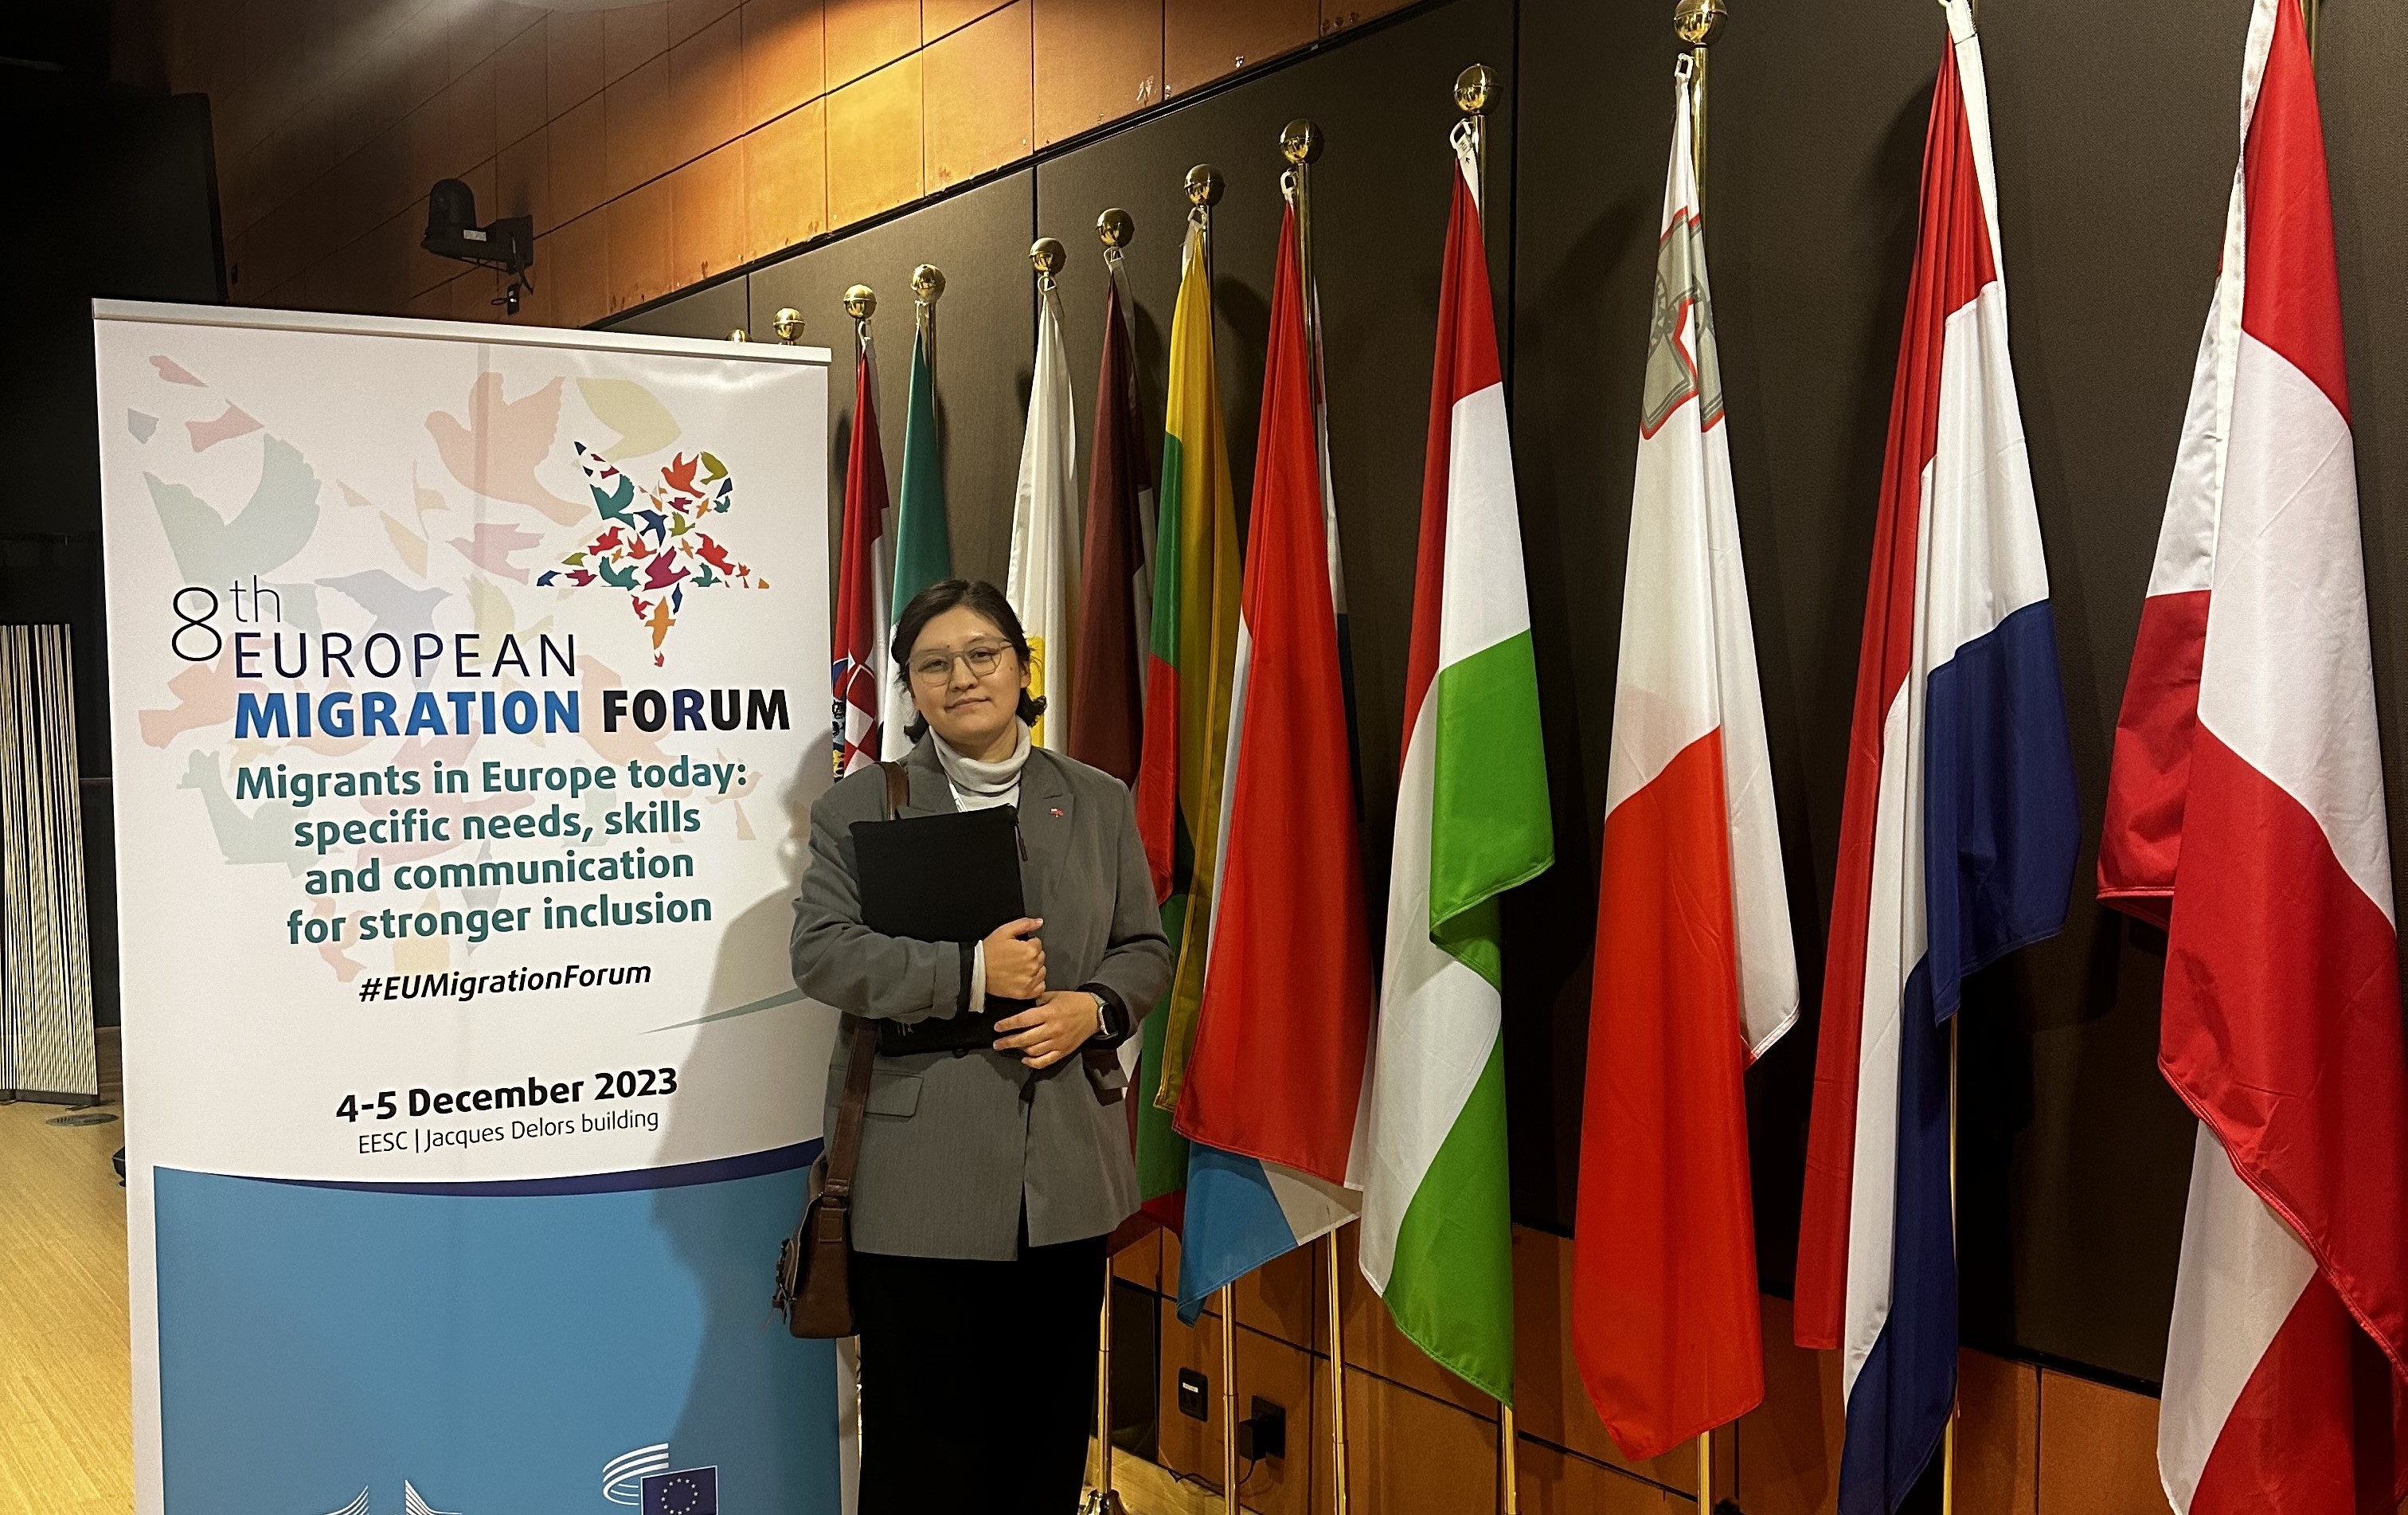 8th
EUROPEAN
MIGRATION FORUM
Migrants in Europe today:
specific needs, skills
and communication
for stronger inclusion
#EUMigrationForum
4-5 December 2023
EESC | Jacques Delors building